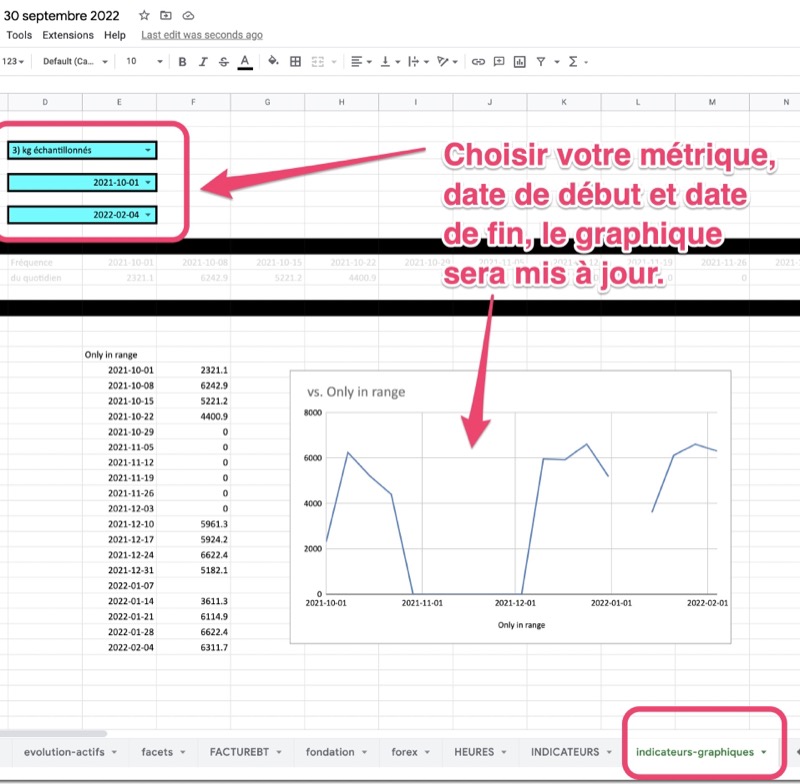 30 septembre 2022
Tools Extensions Help Last edit was seconds ago
123 Default (Ca... 10 B I S A
D E F G H I J K L M N
3) kg échantillonnés
2021-10-01
2022-02-04
Choisir votre métrique,
date de début et date
de fin, le graphique
sera mis à jour.
Fréquence 2021-10-01 2021-10-08 2021-10-15 2021-10-22 2021-10-29 2021-11-19 2021-11-26
du quotidien 2321.1 6242.9 5221.2 4400.9 0 0
Only in range
2021-10-01 2321.1
2021-10-08 6242.9
2021-10-15 5221.2
2021-10-22 4400.9
2021-10-29 0
2021-11-05 0
2021-11-12 0
2021-11-19 0
2021-11-26 0
2021-12-03 0
2021-12-10 5961.3
2021-12-17 5924.2
2021-12-24 6622.4
2021-12-31 5182.1
2022-01-07
2022-01-14 3611.3
2022-01-21 6114.9
2022-01-28 6622.4
2022-02-04 6311.7
vs. Only in range
8000
6000
4000
2000
0
2021-10-01 2021-11-01 2021-12-01 2022-01-01 2022-02-01
Only in range
evolution-actifs facets FACTUREBT fondation forex HEURES INDICATEURS indicateurs-graphiques